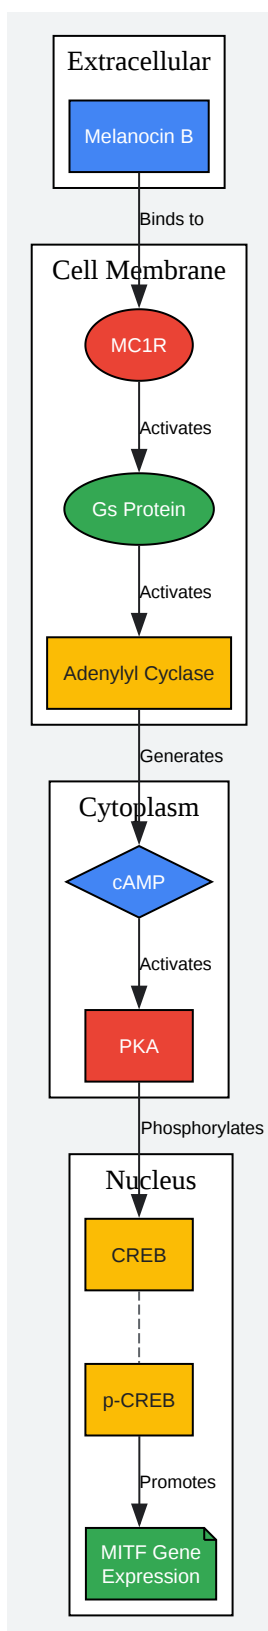 Extracellular
Melanocin B
Binds to
Cell Membrane
MC1R
Activates
Gs Protein
Activates
Adenylyl Cyclase
Generates
Cytoplasm
cAMP
Activates
PKA
Phosphorylates
Nucleus
CREB
p-CREB
Promotes
MITF Gene
Expression